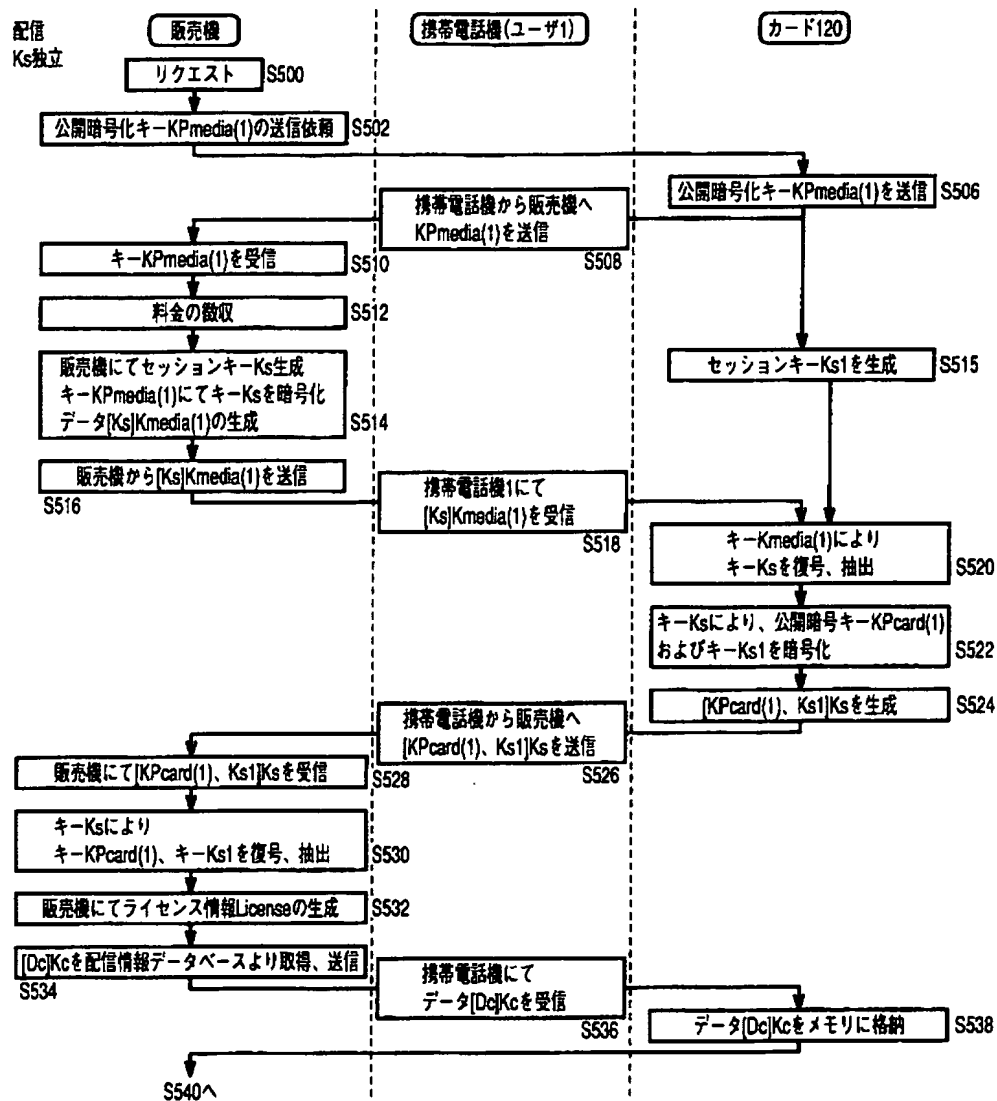 配信
Ks独立
販売機
携帯電話機(ユーザ1)
カード120
リクエスト
S500
公開暗号化キーKPmedia(1)の送信依頼
S502
公開暗号化キーKPmedia(1)を送信
S506
携帯電話機から販売機へ
KPmedia(1)を送信
S508
キーKPmedia(1)を受信
S510
料金の徴収
S512
販売機にてセッションキーKs生成
キーKPmedia(1)にてキーKsを暗号化
データ[Ks]Kmedia(1)の生成
S514
セッションキーKs1を生成
S515
販売機から[Ks]Kmedia(1)を送信
S516
携帯電話機1にて
[Ks]Kmedia(1)を受信
S518
キーKmedia(1)により
キーKsを復号、抽出
S520
キーKsにより、公開暗号キーKPcard(1)
およびキーKs1を暗号化
S522
[KPcard(1)、Ks1]Ksを生成
S524
携帯電話機から販売機へ
[KPcard(1)、Ks1]Ksを送信
S526
販売機にて[KPcard(1)、Ks1]Ksを受信
S528
キーKsにより
キーKPcard(1)、キーKs1を復号、抽出
S530
販売機にてライセンス情報Licenseの生成
S532
[Dc]Kcを配信情報データベースより取得、送信
S534
携帯電話機にて
データ[Dc]Kcを受信
S536
データ[Dc]Kcをメモリに格納
S538
S540へ